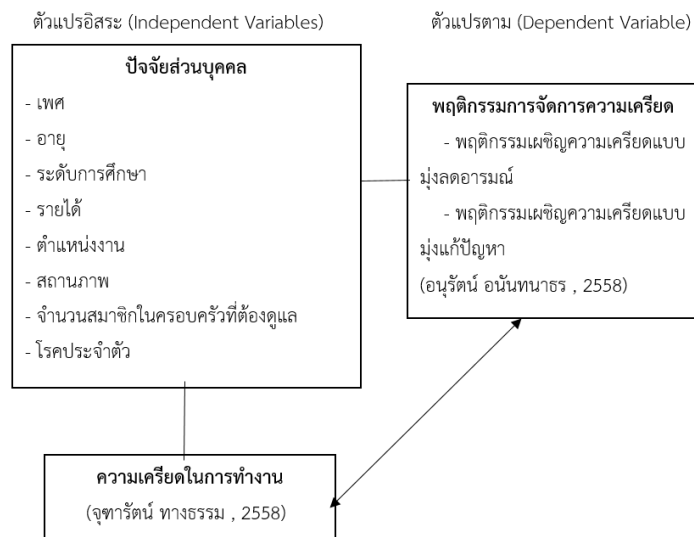 ตัวแปรอิสระ (Independent Variables)
ปัจจัยส่วนบุคคล
- เพศ
- อายุ
- ระดับการศึกษา
- รายได้
- ตำแหน่งงาน
- สถานภาพ
- จำนวนสมาชิกในครอบครัวที่ต้องดูแล
- โรคประจำตัว
ความเครียดในการทำงาน
(จุฑารัตน์ ทางธรรม , 2558)
ตัวแปรตาม (Dependent Variable)
พฤติกรรมการจัดการความเครียด
- พฤติกรรมเผชิญความเครียดแบบ
มุ่งลดอารมณ์
- พฤติกรรมเผชิญความเครียดแบบ
มุ่งแก้ปัญหา
(อนุรัตน์ อนันทนาธร , 2558)